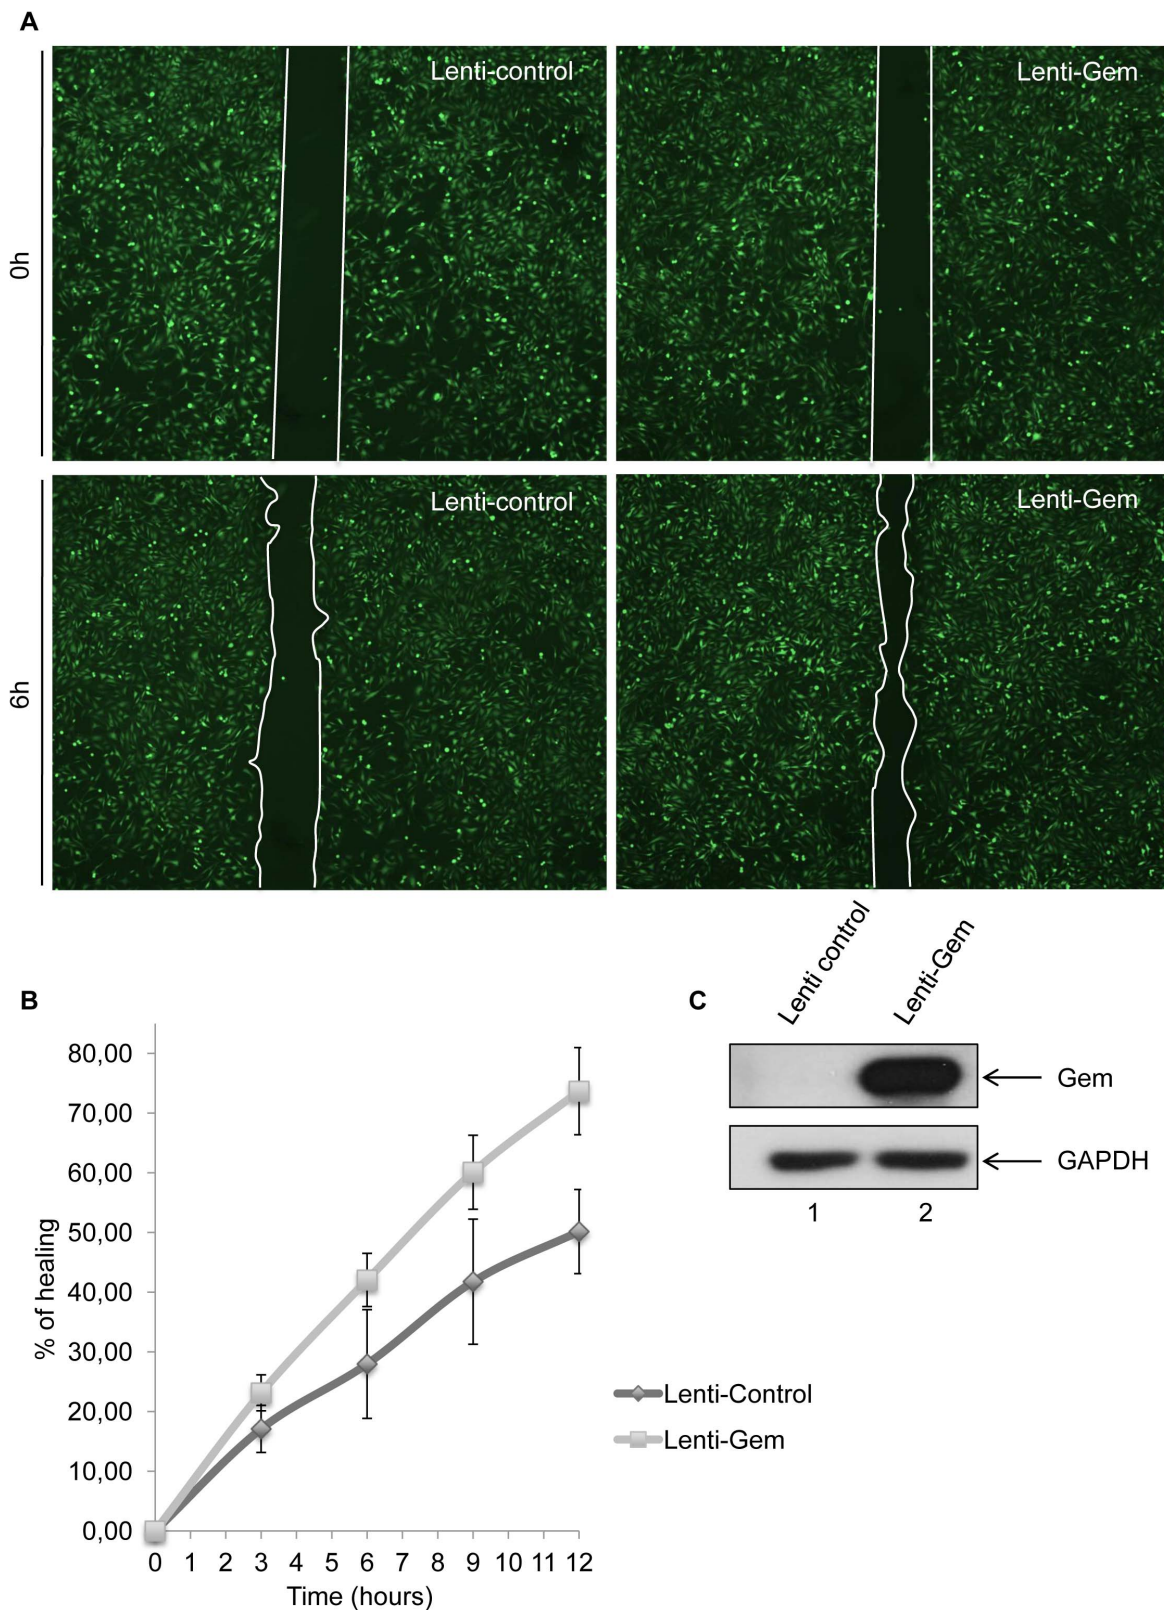 A
0h
Lenti-control
Lenti-Gem
6h
Lenti-control
Lenti-Gem
B
% of healing
80,00
70,00
60,00
50,00
40,00
30,00
20,00
10,00
0,00
0 1 2 3 4 5 6 7 8 9 10 11 12
Time (hours)
Lenti-Control
Lenti-Gem
C
Lenti control
Lenti-Gem
Gem
GAPDH
1 2